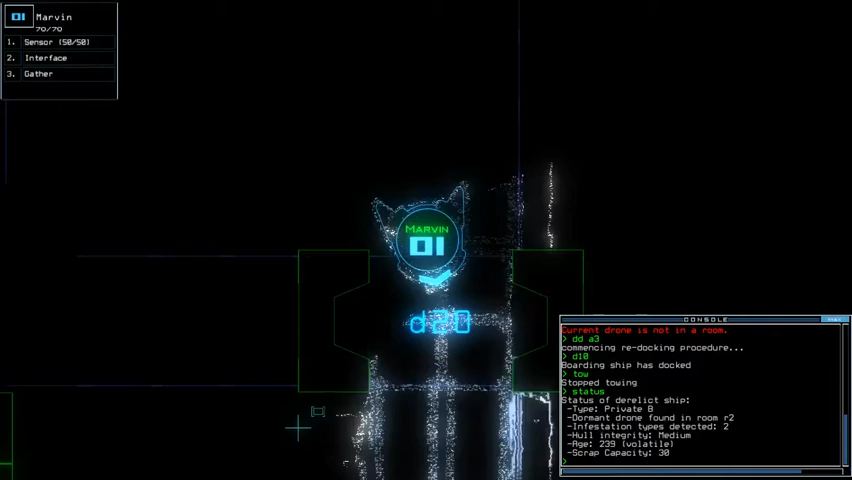 01 Marvin
70/70
1. Sensor (50/50)
2. Interface
3. Gather
MARVIN
01
d20
CONSOLE
MAX
Current drone is not in a room.
> dd a3
commencing re-docking procedure...
> d10
Boarding ship has docked
> tow
Stopped towing
> status
Status of derelict ship:
-Type: Private B
-Dormant drone found in room r2
-Infestation types detected: 2
-Hull integrity: Medium
-Age: 239 (volatile)
-Scrap Capacity: 30
>